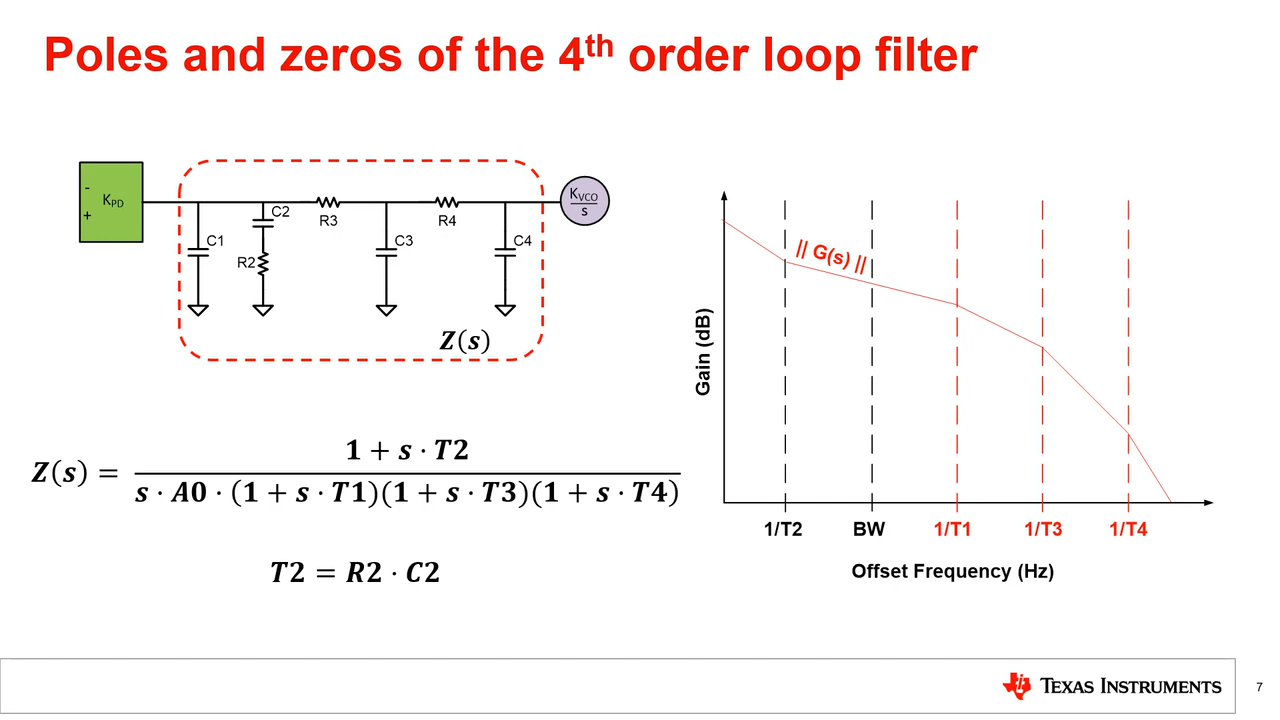 Poles and zeros of the 4th order loop filter
-
+
KPD
C1
C2
R2
R3
C3
R4
C4
KVCO
s
Z(s)
|| G(s) ||
Gain (dB)
1/T2 BW 1/T1 1/T3 1/T4
Offset Frequency (Hz)
Z(s) = 1 + s · T2
s · A0 · (1 + s · T1)(1 + s · T3)(1 + s · T4)
T2 = R2 · C2
TEXAS INSTRUMENTS
7